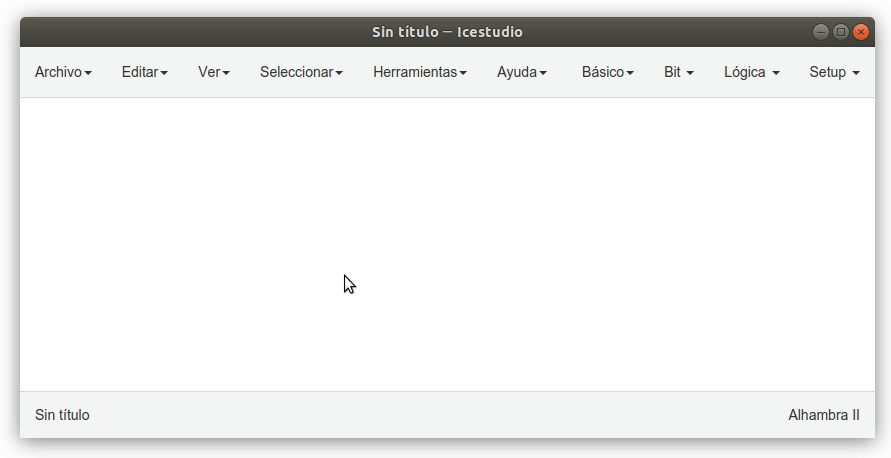 Sin título – Icestudio
Archivo Editar Ver Seleccionar Herramientas Ayuda Básico Bit Lógica Setup
Sin título Alhambra II